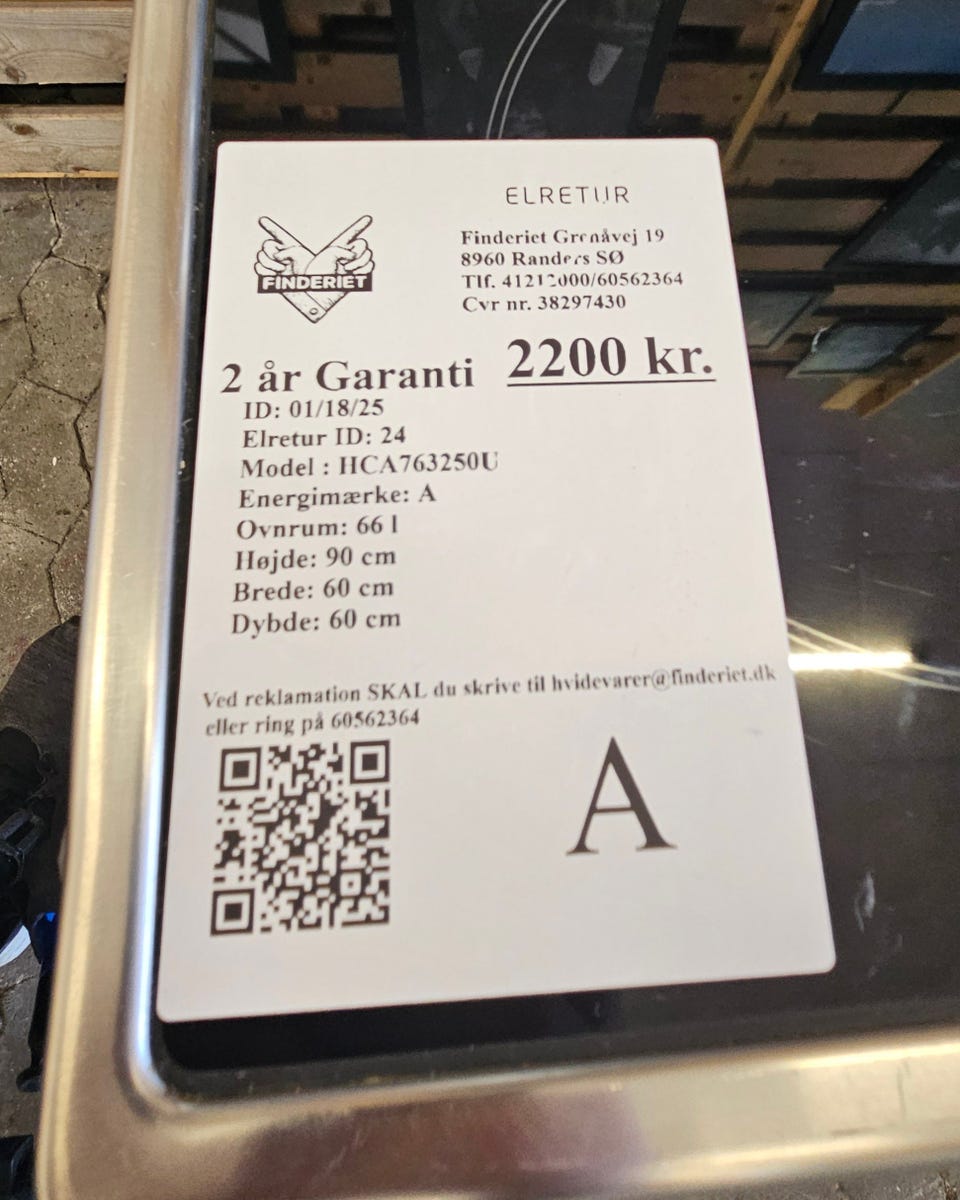 ELRETUR
FINDERIET
Finderiet Grenåvej 19
8960 Randers SØ
Tlf. 41212000/60562364
Cvr nr. 38297430
2 år Garanti 2200 kr.
ID: 01/18/25
Elretur ID: 24
Model : HCA763250U
Energimærke: A
Ovnrum: 66 l
Højde: 90 cm
Brede: 60 cm
Dybde: 60 cm
Ved reklamation SKAL du skrive til hvidevarer@finderiet.dk
eller ring på 60562364
A